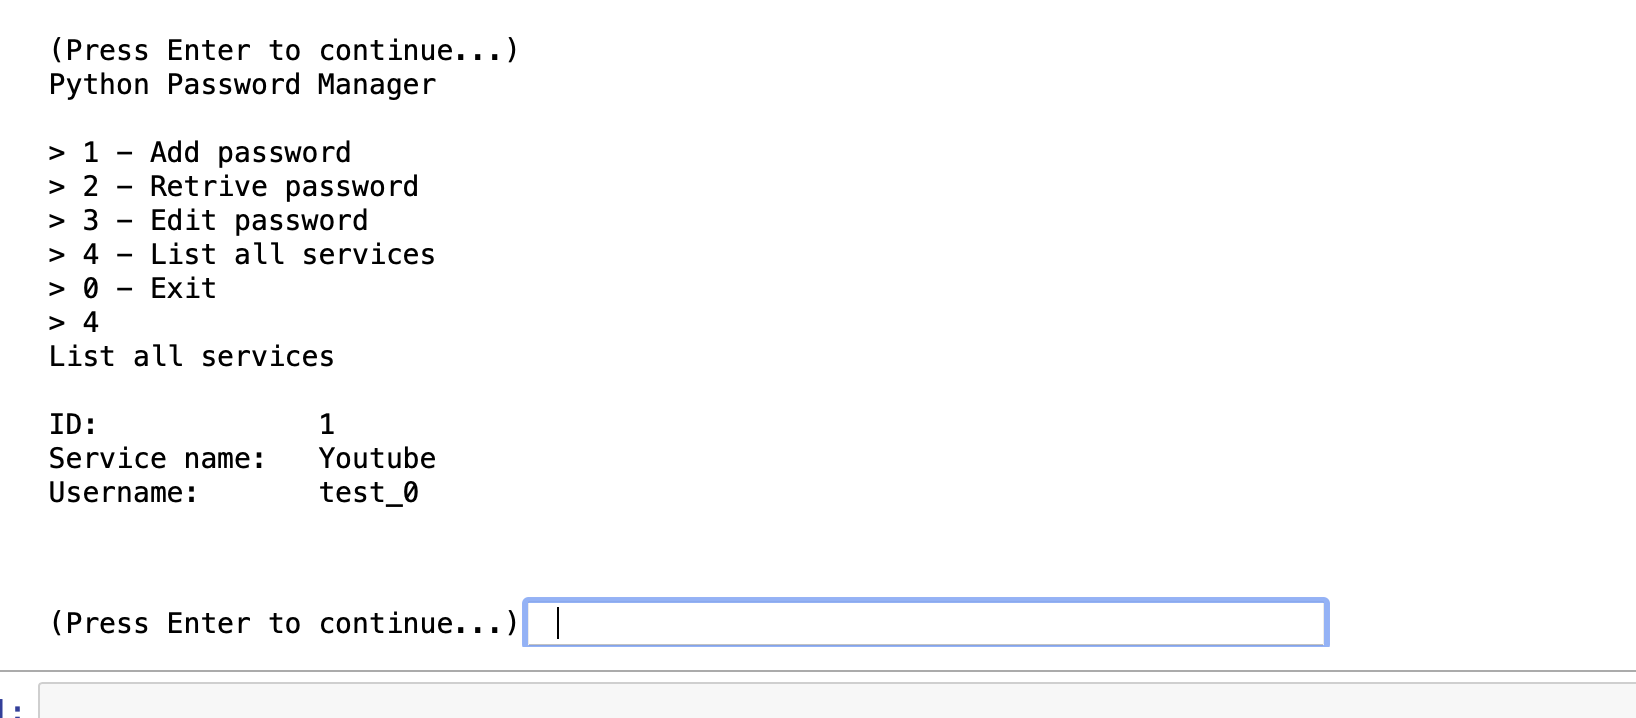 (Press Enter to continue...)
Python Password Manager
> 1 – Add password
> 2 – Retrive password
> 3 – Edit password
> 4 – List all services
> 0 – Exit
> 4
List all services
ID: 1
Service name: Youtube
Username: test_0
(Press Enter to continue...)
]: